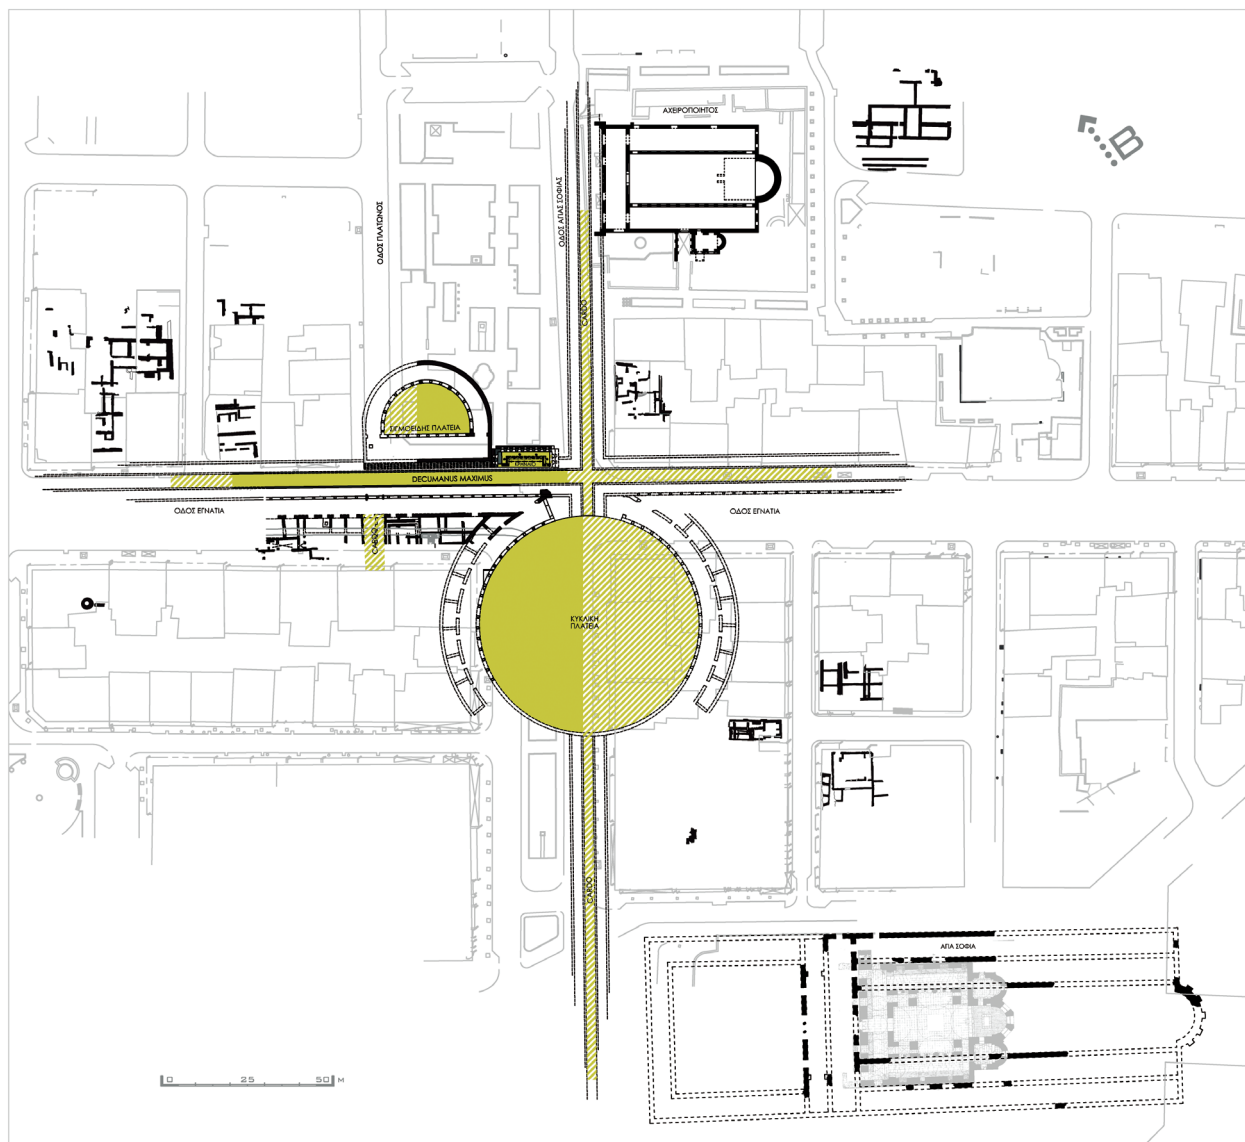 ΑΧΕΙΡΟΠΟΙΗΤΟΣ
Β
ΟΔΟΣ ΠΛΑΤΩΝΟΣ
ΟΔΟΣ ΑΓΙΑΣ ΣΟΦΙΑΣ
CARDO
ΣΙΓΜΟΕΙΔΗΣ ΠΛΑΤΕΙΑ
DECUMANUS MAXIMUS
ΟΔΟΣ ΕΓΝΑΤΙΑ
ΟΔΟΣ ΕΓΝΑΤΙΑ
CARDO
ΚΥΚΛΙΚΗ
ΠΛΑΤΕΙΑ
CARDO
ΑΓΙΑ ΣΟΦΙΑ
0 25 50 Μ